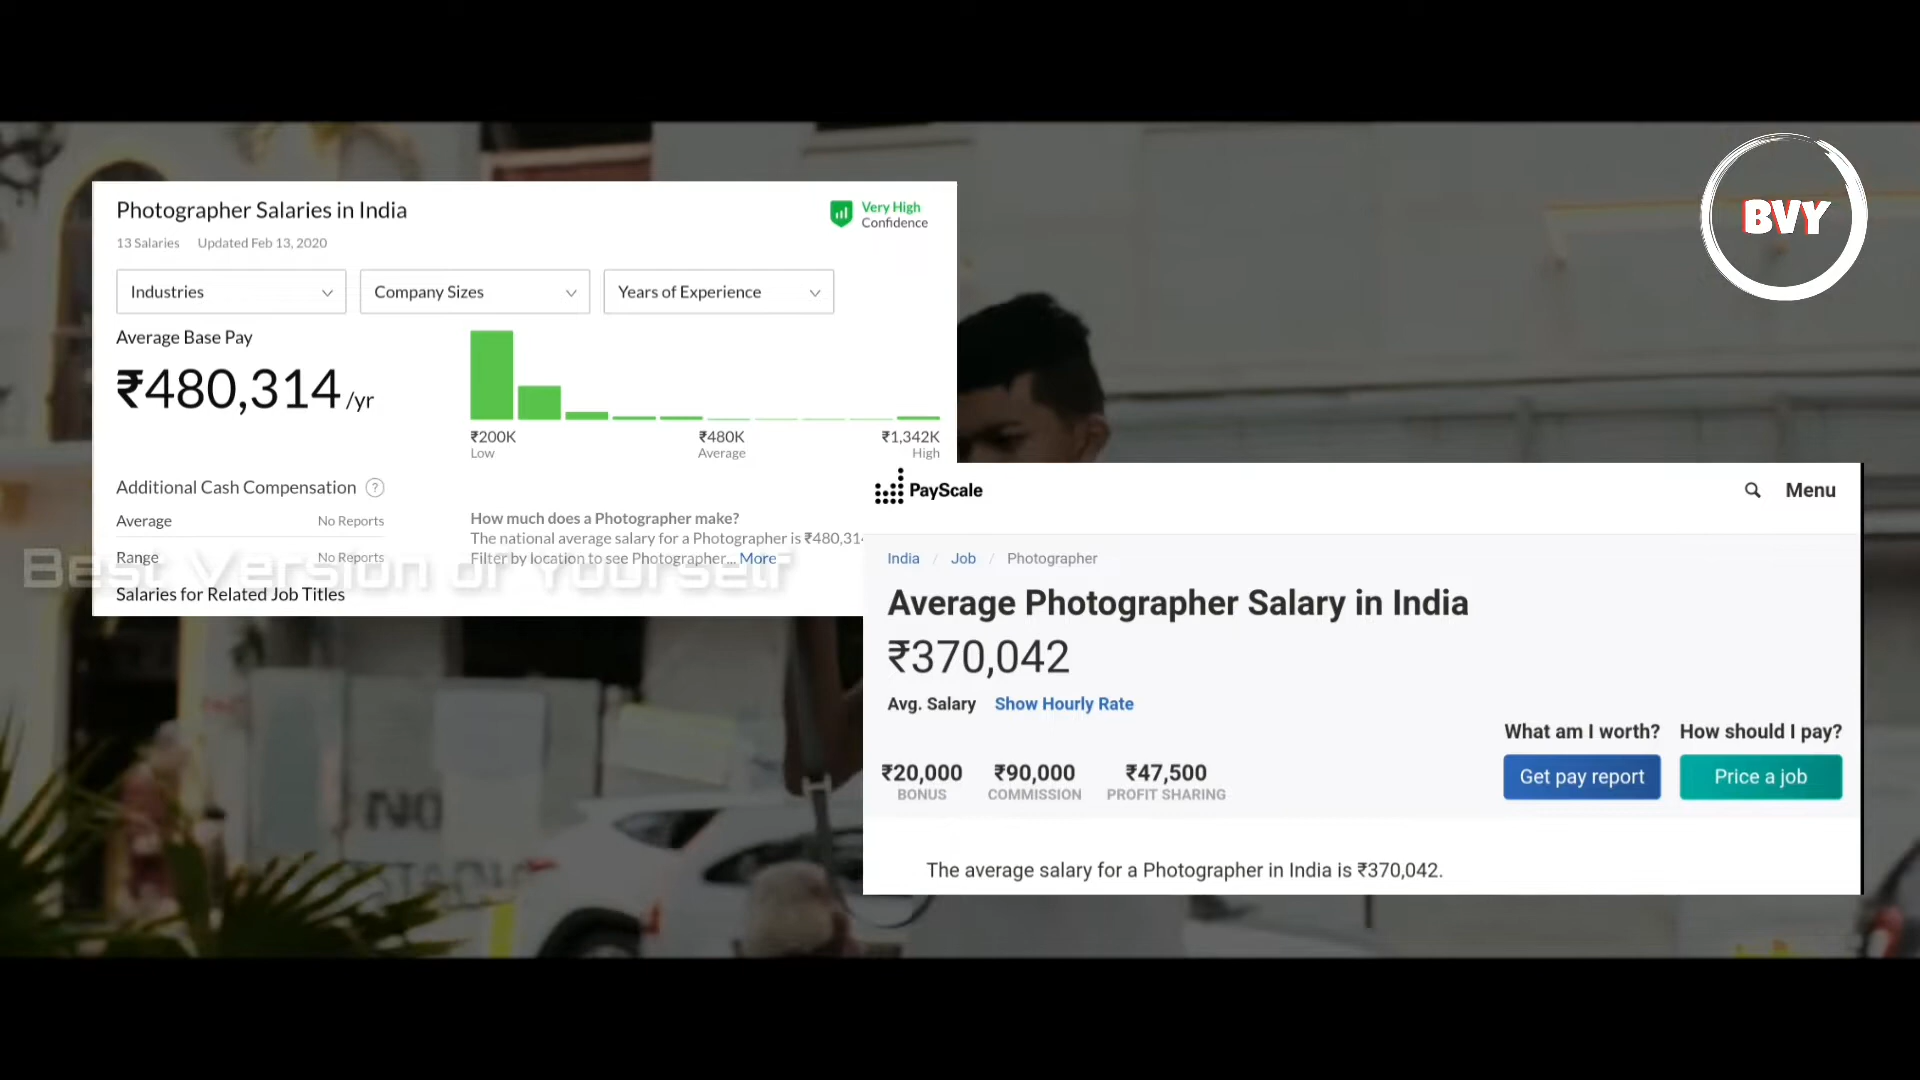 BVY
Photographer Salaries in India
Very High
Confidence
13 Salaries Updated Feb 13, 2020
Industries Company Sizes Years of Experience
Average Base Pay
₹480,314 /yr
₹200K ₹480K ₹1,342K
Low Average High
Additional Cash Compensation ?
Average No Reports
Range No Reports
How much does a Photographer make?
The national average salary for a Photographer is ₹480,314
Filter by location to see Photographer... More
Best Version of Yourself
Salaries for Related Job Titles
PayScale Menu
India / Job / Photographer
Average Photographer Salary in India
₹370,042
Avg. Salary Show Hourly Rate
What am I worth? How should I pay?
₹20,000 ₹90,000 ₹47,500
BONUS COMMISSION PROFIT SHARING
Get pay report Price a job
The average salary for a Photographer in India is ₹370,042.
NO